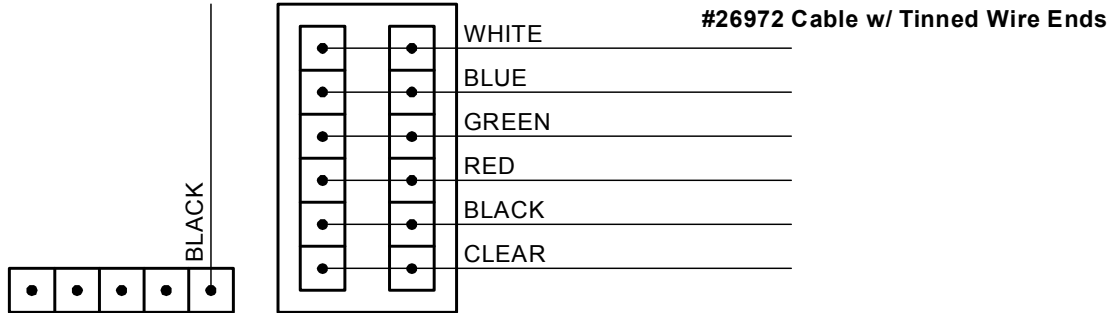 #26972 Cable w/ Tinned Wire Ends
WHITE
BLUE
GREEN
RED
BLACK
CLEAR
BLACK